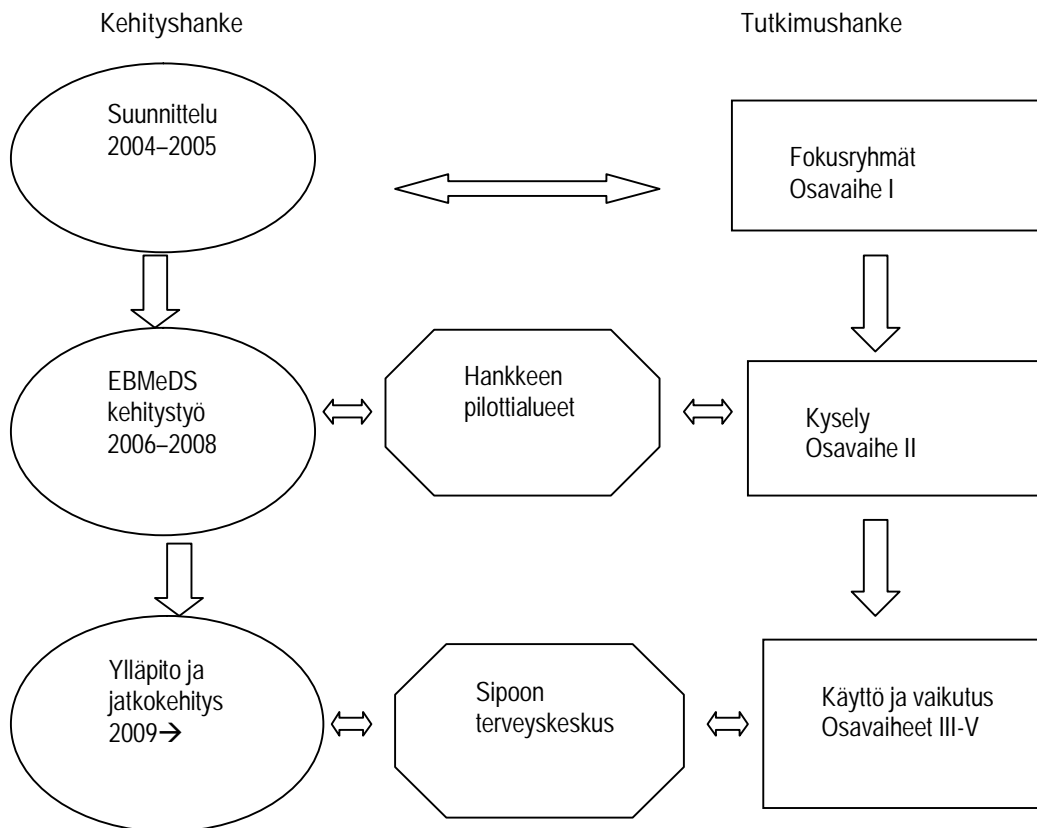 Kehityshanke
Tutkimushanke
Suunnittelu
2004–2005
Fokusryhmät
Osavaihe I
EBMeDS
kehitystyö
2006–2008
Hankkeen
pilottialueet
Kysely
Osavaihe II
Ylläpito ja
jatkokehitys
2009→
Sipoon
terveyskeskus
Käyttö ja vaikutus
Osavaiheet III-V